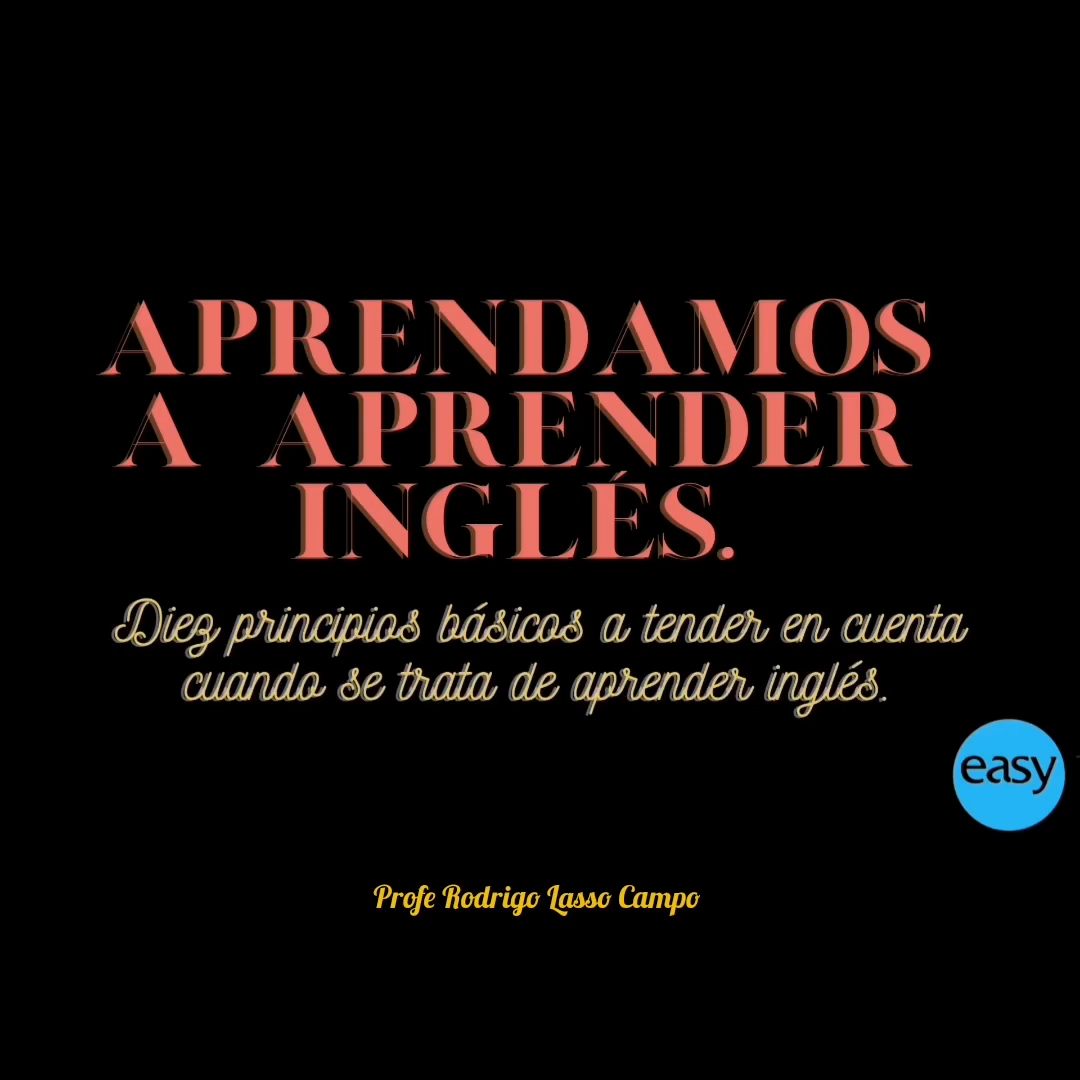 APRENDAMOS
A APRENDER
INGLÉS.
Diez principios básicos a tender en cuenta
cuando se trata de aprender inglés.
easy
Profe Rodrigo Lasso Campo